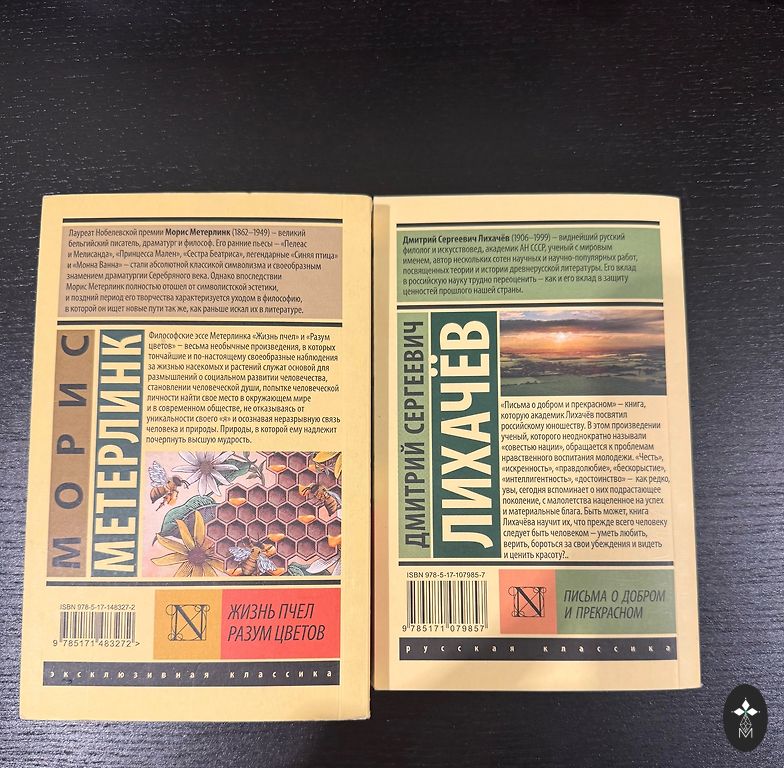 Лауреат Нобелевской премии Морис Метерлинк (1862–1949) – великий
бельгийский писатель, драматург и философ. Его ранние пьесы – «Пелеас
и Мелисанда», «Принцесса Мален», «Сестра Беатриса», легендарные «Синяя птица»
и «Монна Ванна» – стали абсолютной классикой символизма и своеобразным
знаменем драматургии Серебряного века. Однако впоследствии
Морис Метерлинк полностью отошел от символистской эстетики,
и поздний период его творчества характеризуется уходом в философию,
в которой он ищет новые пути так же, как раньше искал их в литературе.
МОРИС
МЕТЕРЛИНК
Философские эссе Метерлинка «Жизнь пчел» и «Разум
цветов» – весьма необычные произведения, в которых
тончайшие и по-настоящему своеобразные наблюдения
за жизнью насекомых и растений служат основой для
размышлений о социальном развитии человечества,
становлении человеческой души, попытке человеческой
личности найти свое место в окружающем мире
и в современном обществе, не отказываясь от
уникальности своего «я» и осознавая неразрывную связь
человека и природы. Природы, в которой ему надлежит
почерпнуть высшую мудрость.
ISBN 978-5-17-148327-2
9 785171 483272 >
N
ЖИЗНЬ ПЧЕЛ
РАЗУМ ЦВЕТОВ
эксклюзивная классика
Дмитрий Сергеевич Лихачёв (1906–1999) – виднейший русский
филолог и искусствовед, академик АН СССР, ученый с мировым
именем, автор нескольких сотен научных и научно-популярных работ,
посвященных теории и истории древнерусской литературы. Его вклад
в российскую науку трудно переоценить – как и его вклад в защиту
ценностей прошлого нашей страны.
ДМИТРИЙ СЕРГЕЕВИЧ
ЛИХАЧЁВ
«Письма о добром и прекрасном» – книга,
которую академик Лихачёв посвятил
российскому юношеству. В этом произведении
ученый, которого неоднократно называли
«совестью нации», обращается к проблемам
нравственного воспитания молодежи. «Честь»,
«искренность», «правдолюбие», «бескорыстие»,
«интеллигентность», «достоинство» – как редко,
увы, сегодня вспоминает о них подрастающее
поколение, с малолетства нацеленное на успех
и материальные блага. Быть может, книга
Лихачёва научит их, что прежде всего человеку
следует быть человеком – уметь любить,
верить, бороться за свои убеждения и видеть
и ценить красоту?..
ISBN 978-5-17-107985-7
9 785171 079857
N
ПИСЬМА О ДОБРОМ
И ПРЕКРАСНОМ
русская классика
M